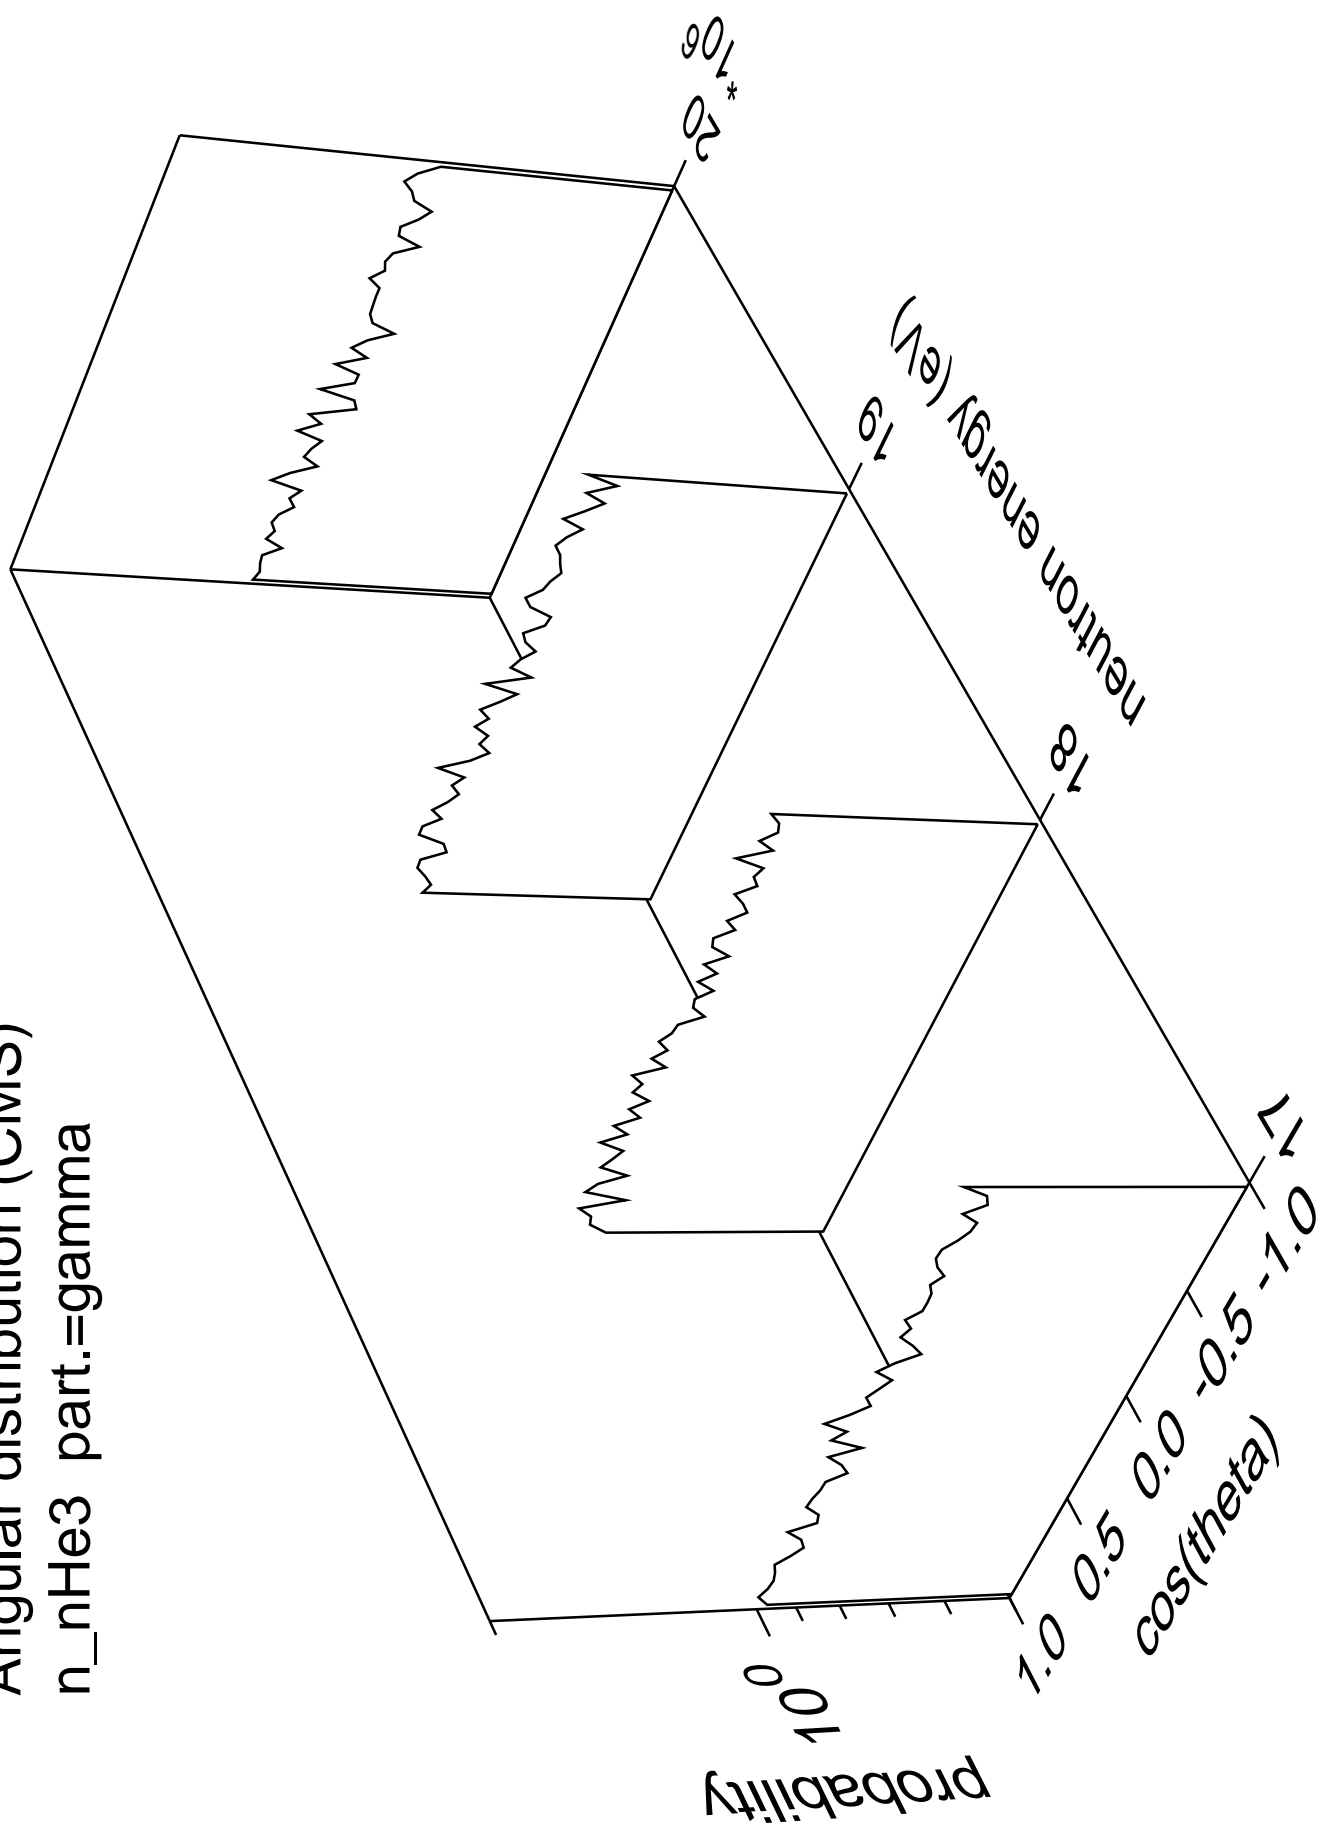 Angular distribution (CMS)
n_nHe3 part.=gamma
probability
10 0
1.0 0.5 0.0 -0.5 -1.0
cos(theta)
17 18 19 20
* 10 6
neutron energy (eV)